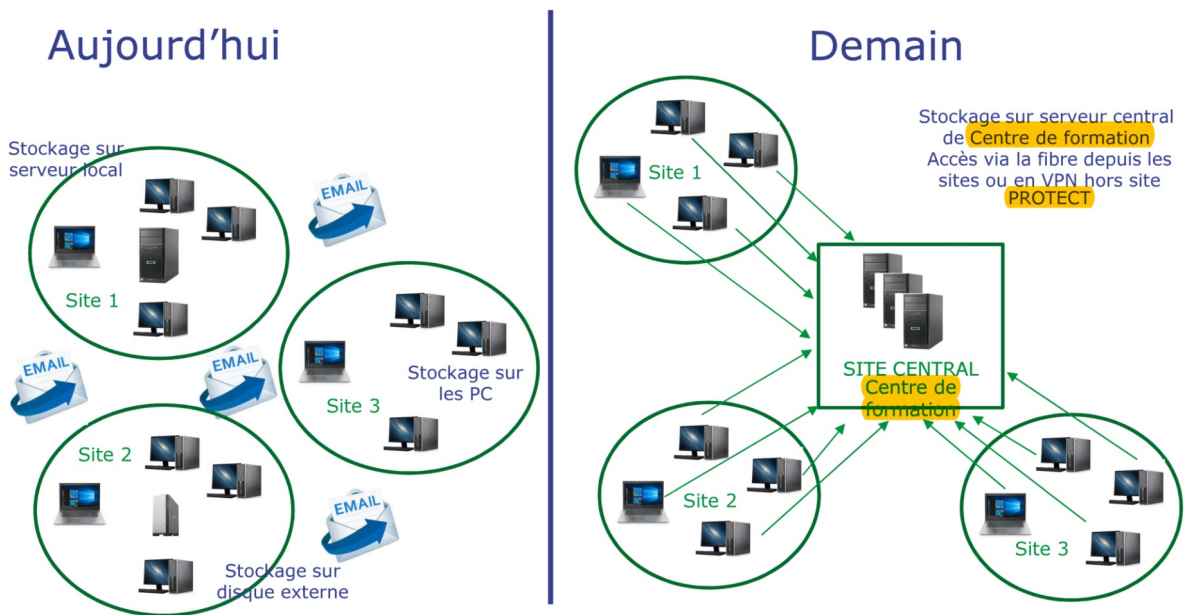 Aujourd'hui
Stockage sur
serveur local
Site 1
EMAIL
EMAIL
EMAIL
Site 3
Stockage sur
les PC
Site 2
EMAIL
Stockage sur
disque externe
Demain
Stockage sur serveur central
de Centre de formation
Accès via la fibre depuis les
sites ou en VPN hors site
PROTECT
Site 1
SITE CENTRAL
Centre de
formation
Site 2
Site 3